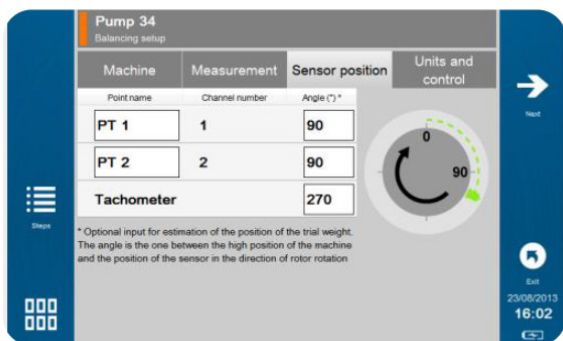 Pump 34
Balancing setup
Machine
Measurement
Sensor position
Units and
control
Point name
Channel number
Angle (°) *
PT 1
1
90
PT 2
2
90
Tachometer
270
* Optional input for estimation of the position of the trial weight.
The angle is the one between the high position of the machine
and the position of the sensor in the direction of rotor rotation
0
90
Steps
Next
Exit
23/08/2013
16:02